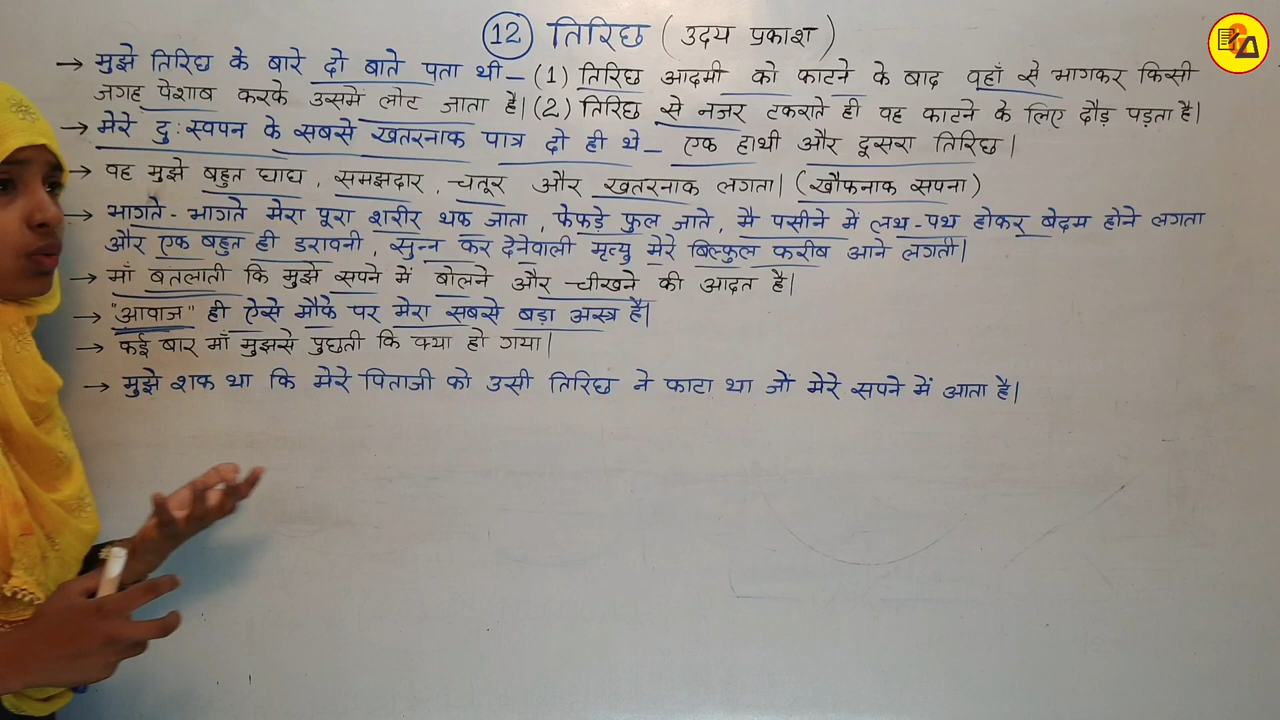 12 तिरिछ (उदय प्रकाश)
→ मुझे तिरिछ के बारे दो बाते पता थी – (1) तिरिछ आदमी को काटने के बाद वहाँ से भागकर किसी
जगह पेशाब करके उसमें लोट जाता है। (2) तिरिछ से नजर टकराते ही वह काटने के लिए दौड़ पड़ता है।
→ मेरे दुःस्वपन के सबसे खतरनाक पात्र दो ही थे – एक हाथी और दूसरा तिरिछ।
→ वह मुझे बहुत घाघ, समझदार, चतूर और खतरनाक लगता। (खौफनाक सपना)
→ भागते-भागते मेरा पूरा शरीर थक जाता, फेफड़े फुल जाते, मै पसीने में लथ-पथ होकर बेदम होने लगता
और एक बहुत ही डरावनी, सुन्न कर देनेवाली मृत्यु मेरे बिल्कुल करीब आने लगती।
→ माँ बतलाती कि मुझे सपने में बोलने और चीखने की आदत है।
→ "आवाज" ही ऐसे मौके पर मेरा सबसे बड़ा अस्त्र है।
→ कई बार माँ मुझसे पुछती कि क्या हो गया।
→ मुझे शक था कि मेरे पिताजी को उसी तिरिछ ने काटा था जो मेरे सपने में आता है।